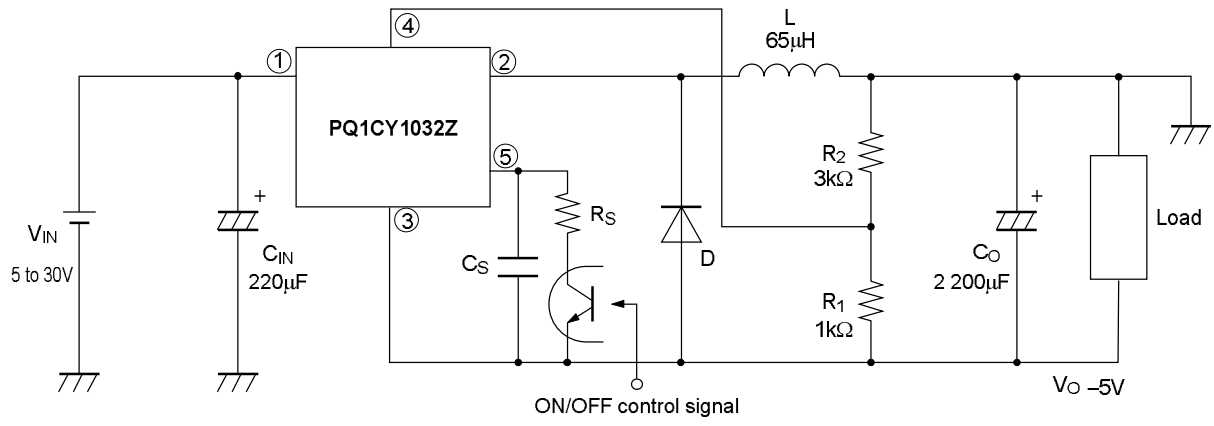 ④
L
65μH
①
②
PQ1CY1032Z
⑤
R2
3kΩ
③
RS
VIN
5 to 30V
+
CIN
220μF
CS
D
+
CO
2 200μF
Load
R1
1kΩ
VO –5V
ON/OFF control signal